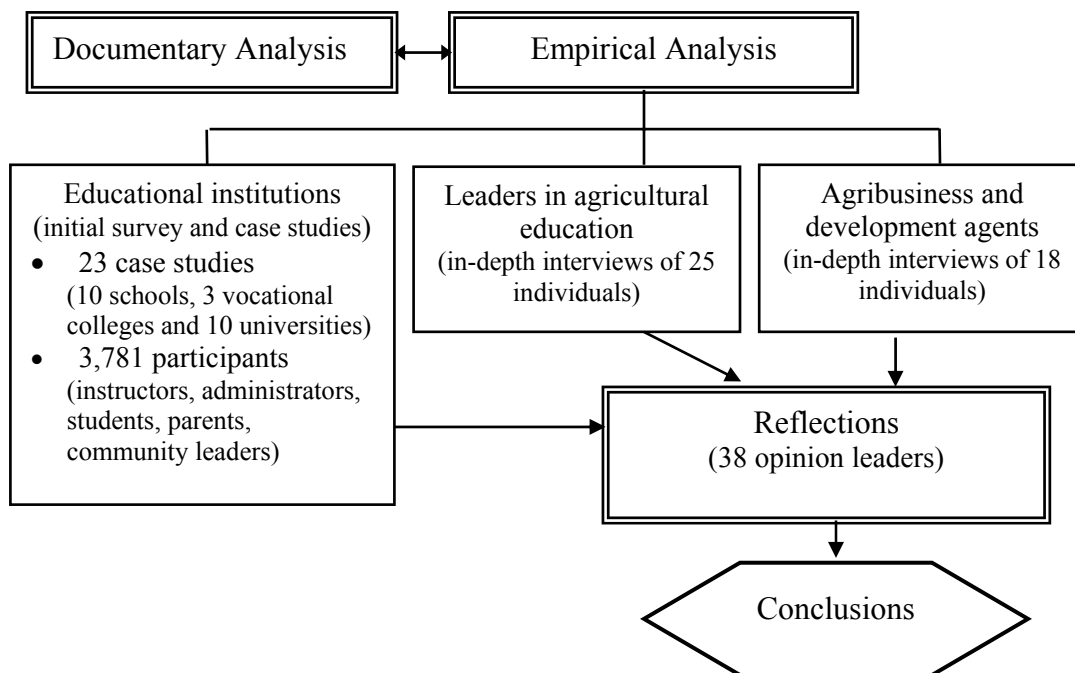 Documentary Analysis
Empirical Analysis
Educational institutions
(initial survey and case studies)
• 23 case studies
(10 schools, 3 vocational
colleges and 10 universities)
• 3,781 participants
(instructors, administrators,
students, parents,
community leaders)
Leaders in agricultural
education
(in-depth interviews of 25
individuals)
Agribusiness and
development agents
(in-depth interviews of 18
individuals)
Reflections
(38 opinion leaders)
Conclusions